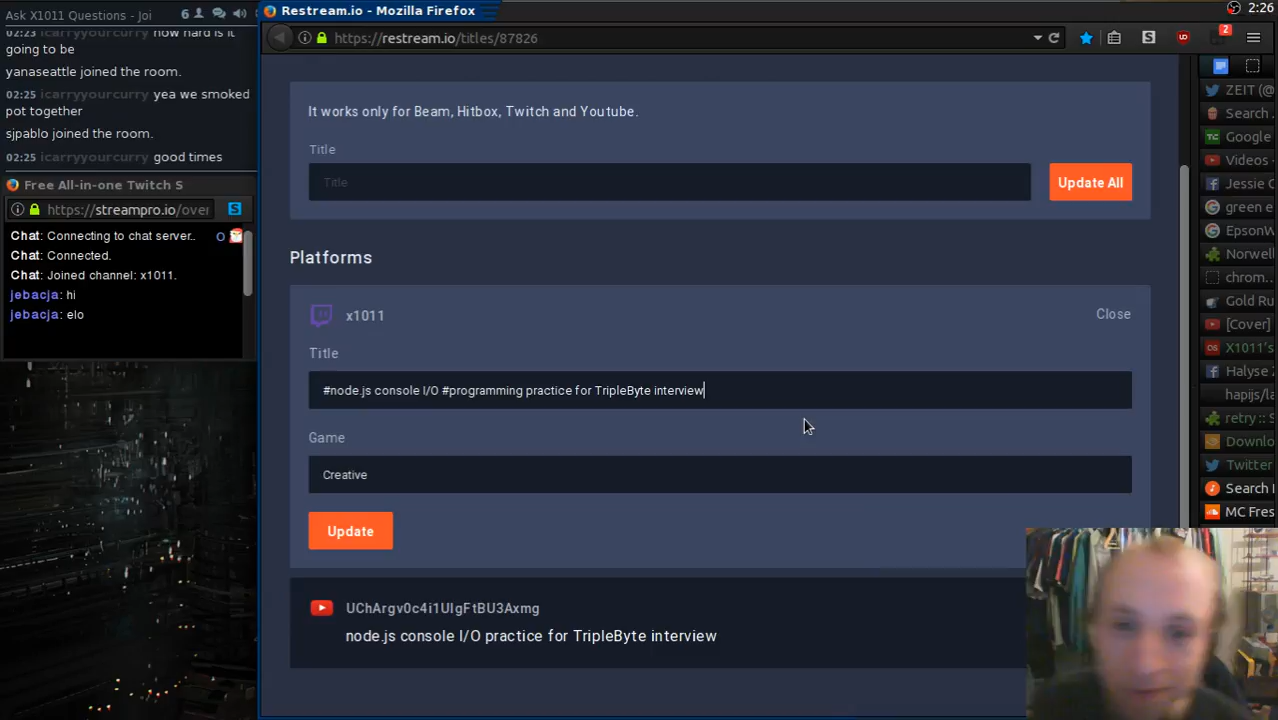 Ask X1011 Questions - Joi
6
02:23 icarryyourcurry how hard is it
going to be
yanaseattle joined the room.
02:25 icarryyourcurry yea we smoked
pot together
sjpablo joined the room.
02:25 icarryyourcurry good times
Free All-in-one Twitch S
https://streampro.io/over
S
Chat: Connecting to chat server..
Chat: Connected.
Chat: Joined channel: x1011.
jebacja: hi
jebacja: elo
Restream.io - Mozilla Firefox
2:26
https://restream.io/titles/87826
S
2
It works only for Beam, Hitbox, Twitch and Youtube.
Title
Title
Update All
Platforms
x1011
Close
Title
#node.js console I/O #programming practice for TripleByte interview
Game
Creative
Update
UChArgv0c4i1UIgFtBU3Axmg
node.js console I/O practice for TripleByte interview
ZEIT (@
Search
Google
Videos -
Jessie C
green e
EpsonW
Norwell
chrom…
Gold Ru
[Cover]
X1011's
Halyse Z
hapijs/la
retry :: S
Downlo
Twitter
Search
MC Fres